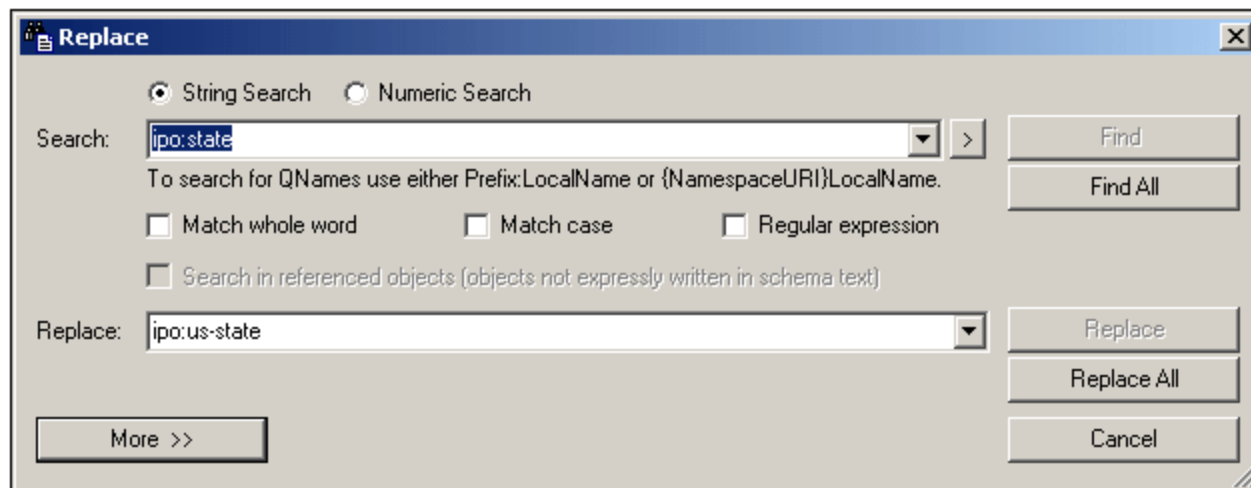 Replace
String Search Numeric Search
Search: ipo:state > Find
To search for QNames use either Prefix:LocalName or {NamespaceURI}LocalName.
Find All
Match whole word Match case Regular expression
Search in referenced objects (objects not expressly written in schema text)
Replace: ipo:us-state Replace
Replace All
More >> Cancel